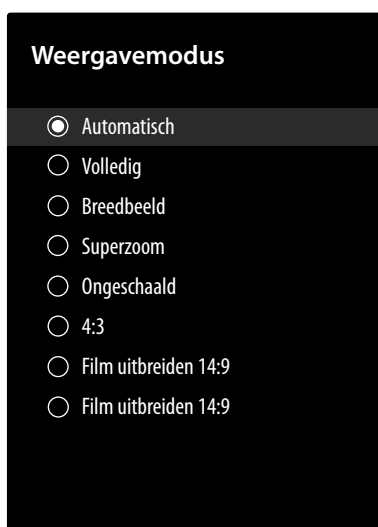 Weergavemodus
Automatisch
Volledig
Breedbeeld
Superzoom
Ongeschaald
4:3
Film uitbreiden 14:9
Film uitbreiden 14:9